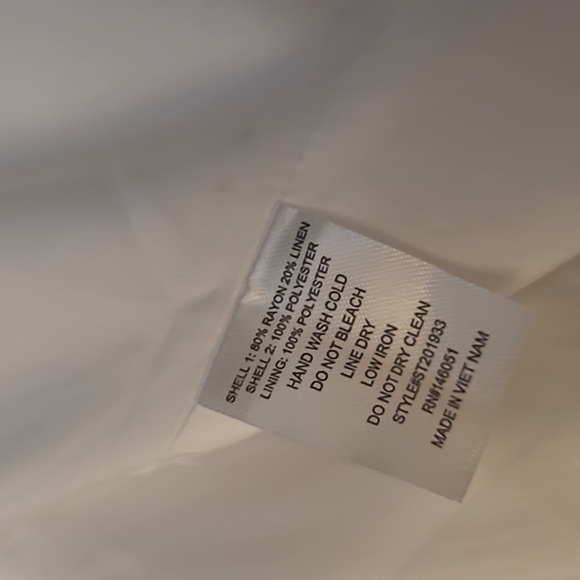 SHELL 1: 80% RAYON 20% LINEN
SHELL 2: 100% POLYESTER
LINING: 100% POLYESTER
HAND WASH COLD
DO NOT BLEACH
LINE DRY
LOW IRON
DO NOT DRY CLEAN
STYLE#ST201933
RN#146051
MADE IN VIET NAM